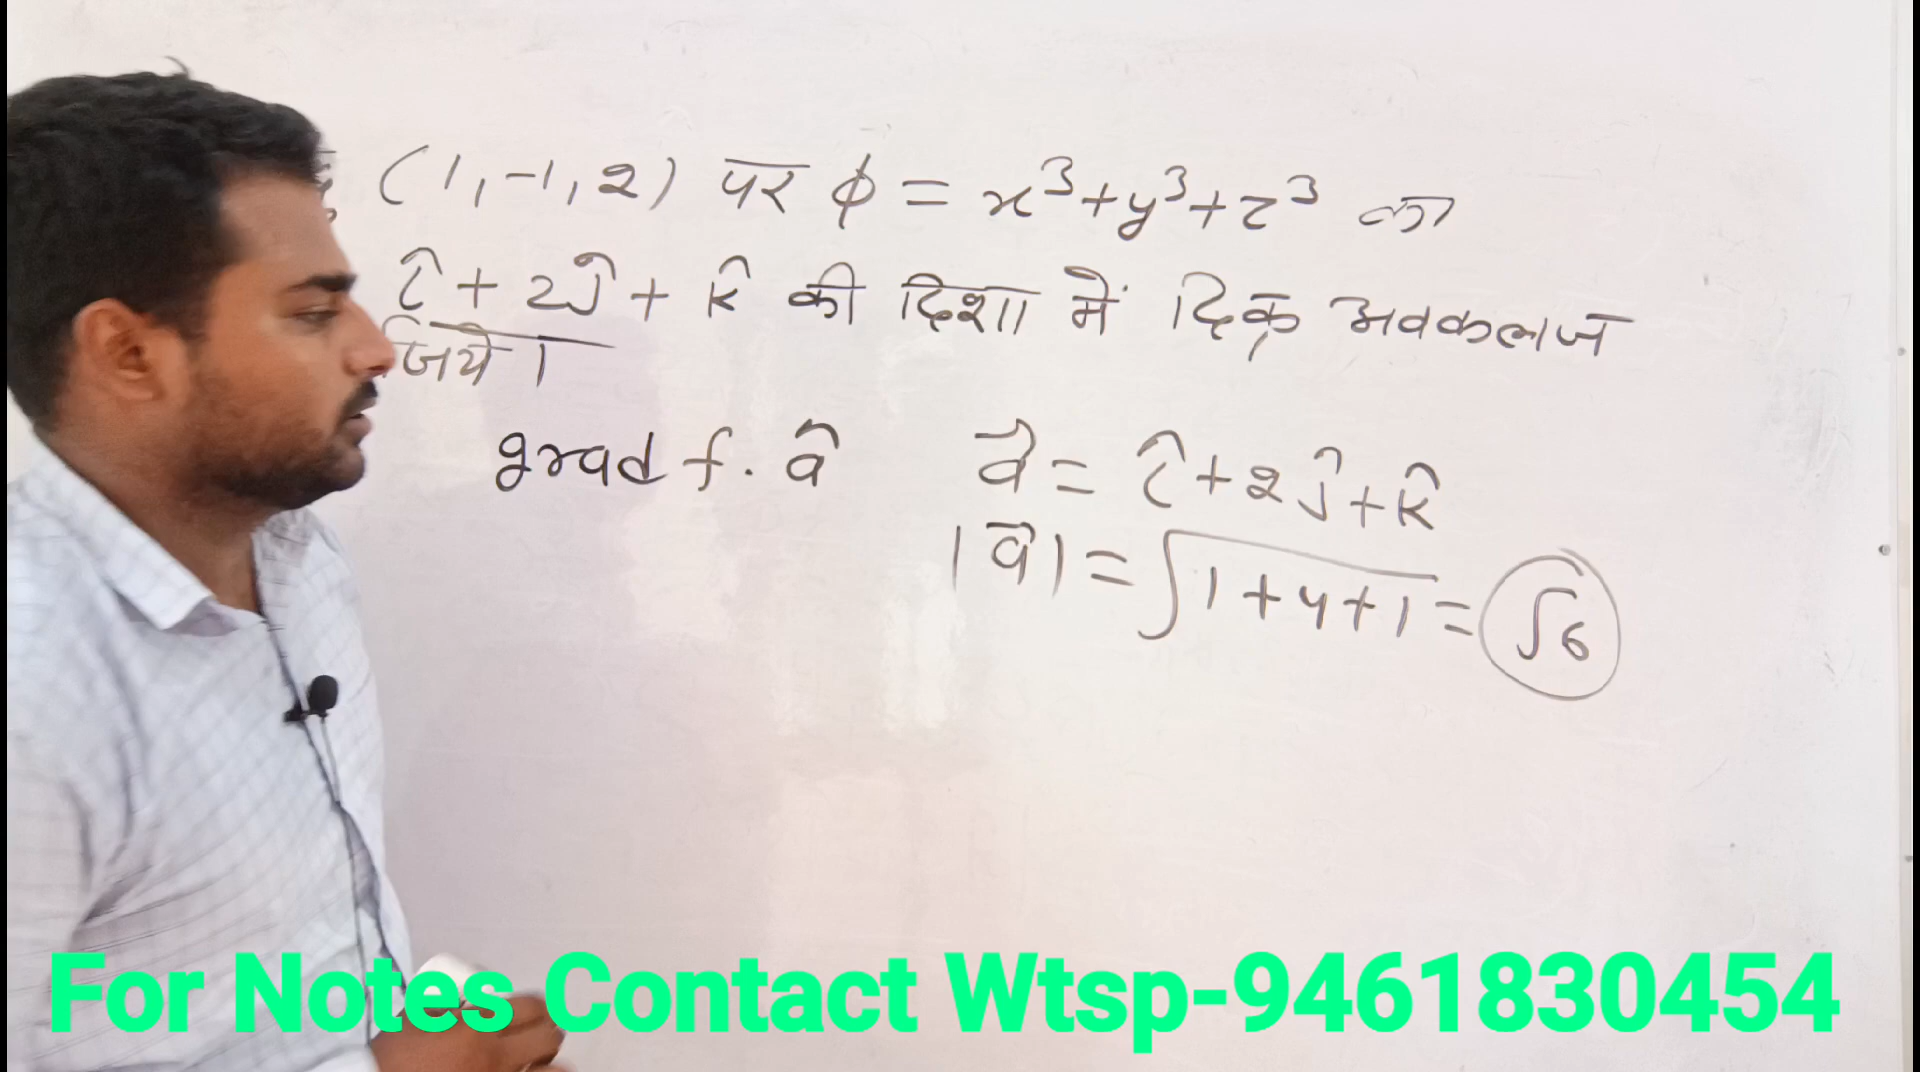 (1, -1, 2) पर ϕ = x³+y³+z³ का
î + 2ĵ + k̂ की दिशा में दिक् अवकलज
जिये ।
grad f. â
a⃗ = î+2ĵ+k̂
|a⃗| = √1+4+1 = √6
For Notes Contact Wtsp-9461830454